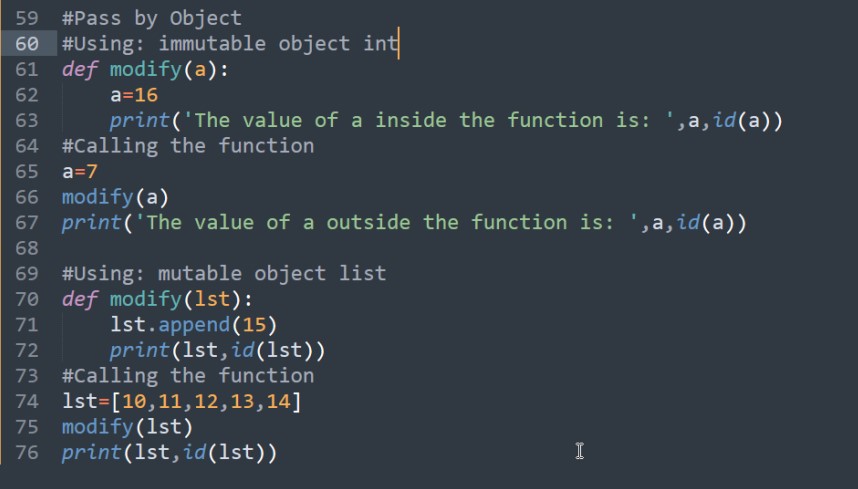 59 #Pass by Object
60 #Using: immutable object int
61 def modify(a):
62     a=16
63     print('The value of a inside the function is: ',a,id(a))
64 #Calling the function
65 a=7
66 modify(a)
67 print('The value of a outside the function is: ',a,id(a))
68
69 #Using: mutable object list
70 def modify(lst):
71     lst.append(15)
72     print(lst,id(lst))
73 #Calling the function
74 lst=[10,11,12,13,14]
75 modify(lst)
76 print(lst,id(lst))